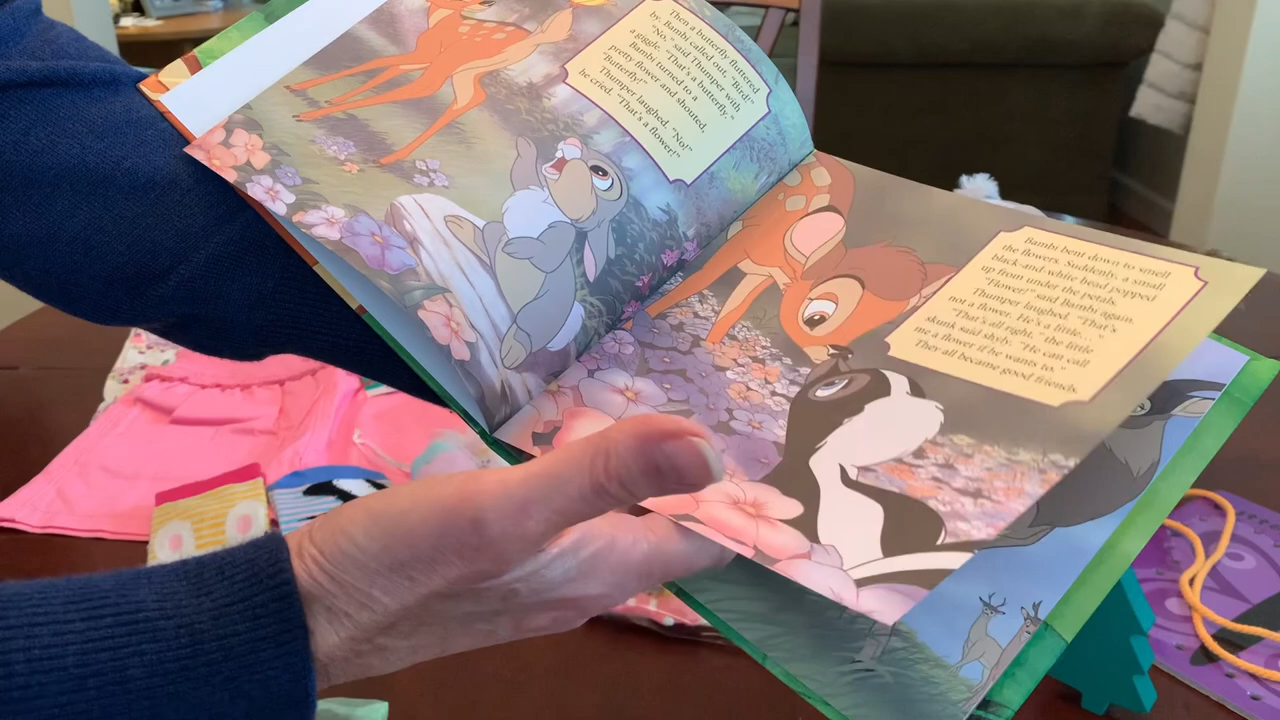 Then a butterfly fluttered
by. Bambi called out, "Bird!"
"No," said Thumper with
a giggle. "That's a butterfly."
Bambi turned to a
pretty flower and shouted,
"Butterfly!"
Thumper laughed. "No!"
he cried. "That's a flower!"
Bambi bent down to smell
the flowers. Suddenly, a small
black-and-white head popped
up from under the petals.
"Flower!" said Bambi again.
Thumper laughed. "That's
not a flower. He's a little. . . ."
"That's all right," the little
skunk said shyly. "He can call
me a flower if he wants to."
They all became good friends.